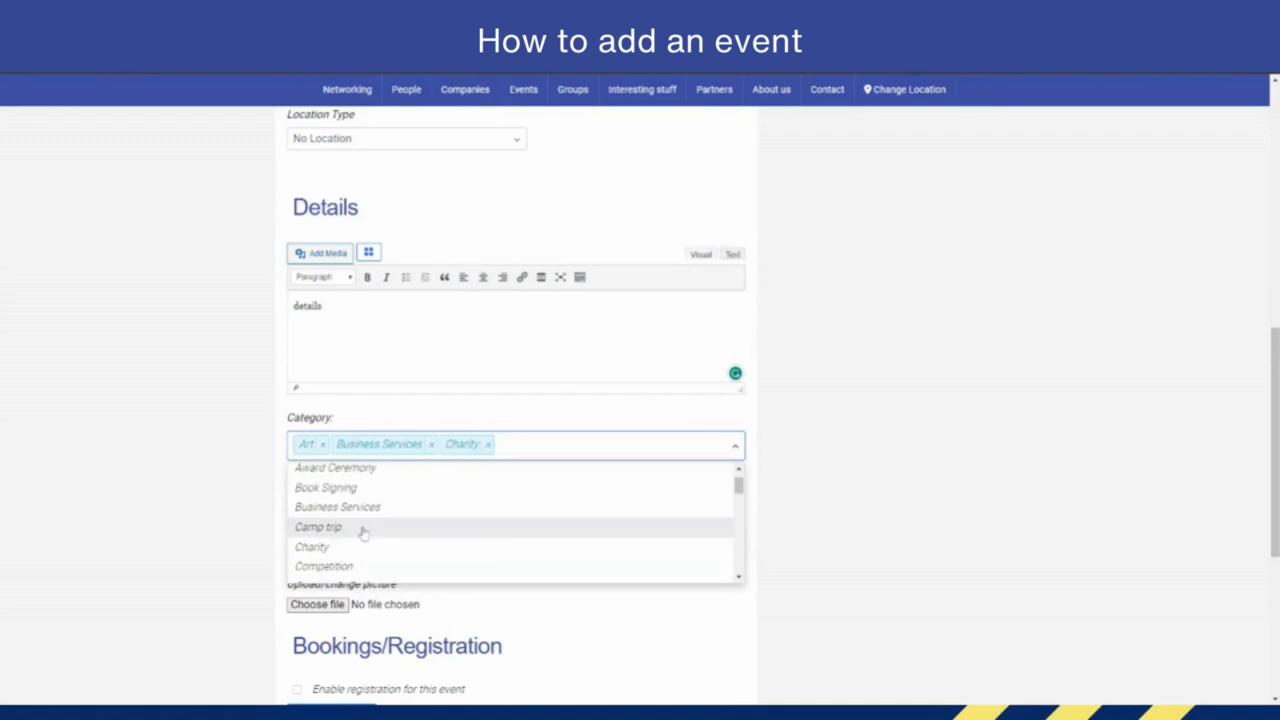 How to add an event
Networking People Companies Events Groups Interesting stuff Partners About us Contact Change Location
Location Type
No Location
Details
Add Media
Visual Text
Paragraph B I
details
P
Category:
Art × Business Services × Charity ×
Award Ceremony
Book Signing
Business Services
Camp trip
Charity
Competition
Upload/change picture
Choose file No file chosen
Bookings/Registration
Enable registration for this event